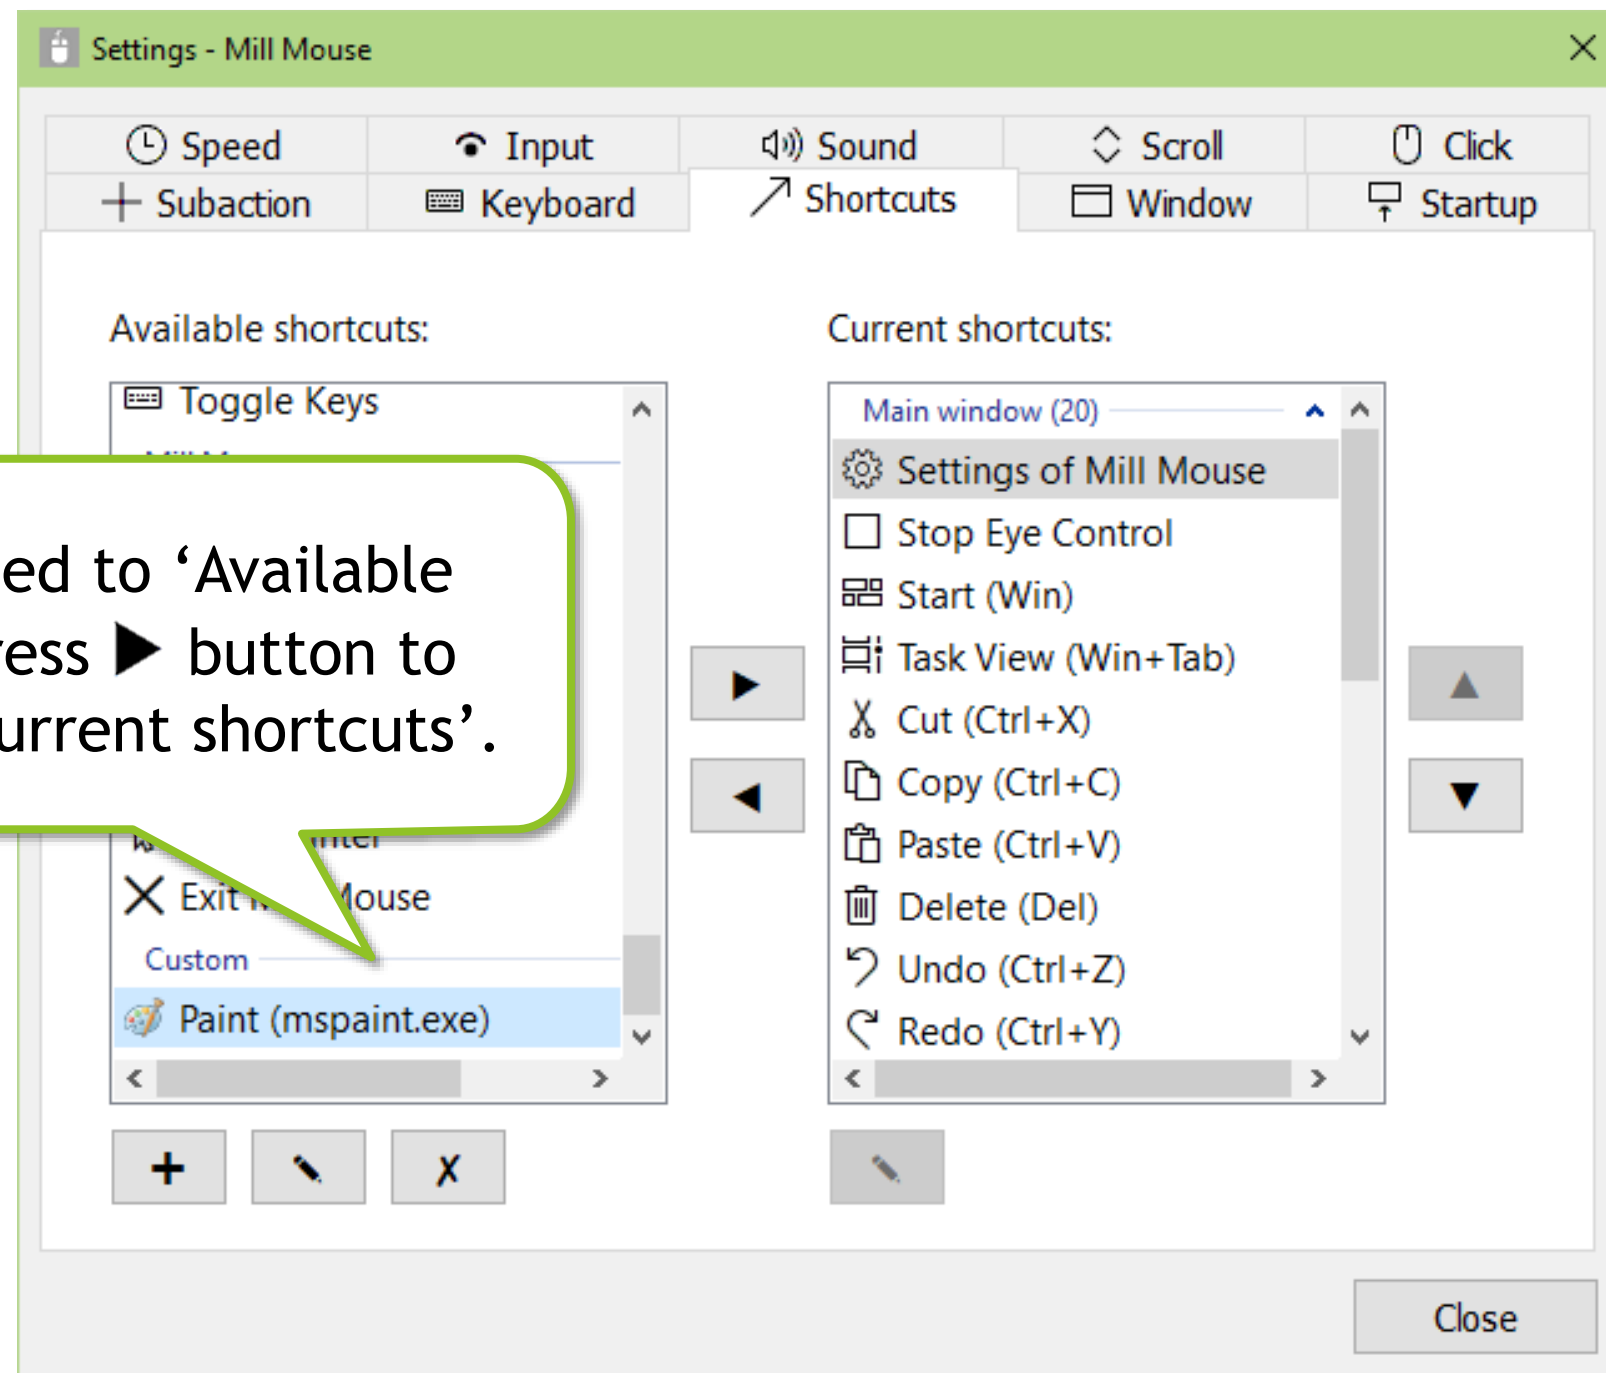 Settings - Mill Mouse
Speed Input Sound Scroll Click
Subaction Keyboard Shortcuts Window Startup
Available shortcuts:
Toggle Keys
ed to ‘Available
ress ▶ button to
urrent shortcuts’.
Exit Mouse
Custom
Paint (mspaint.exe)
Current shortcuts:
Main window (20)
Settings of Mill Mouse
Stop Eye Control
Start (Win)
Task View (Win+Tab)
Cut (Ctrl+X)
Copy (Ctrl+C)
Paste (Ctrl+V)
Delete (Del)
Undo (Ctrl+Z)
Redo (Ctrl+Y)
Close